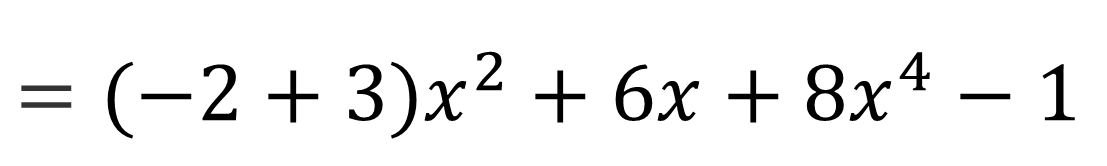 = (−2 + 3)x² + 6x + 8x⁴ − 1